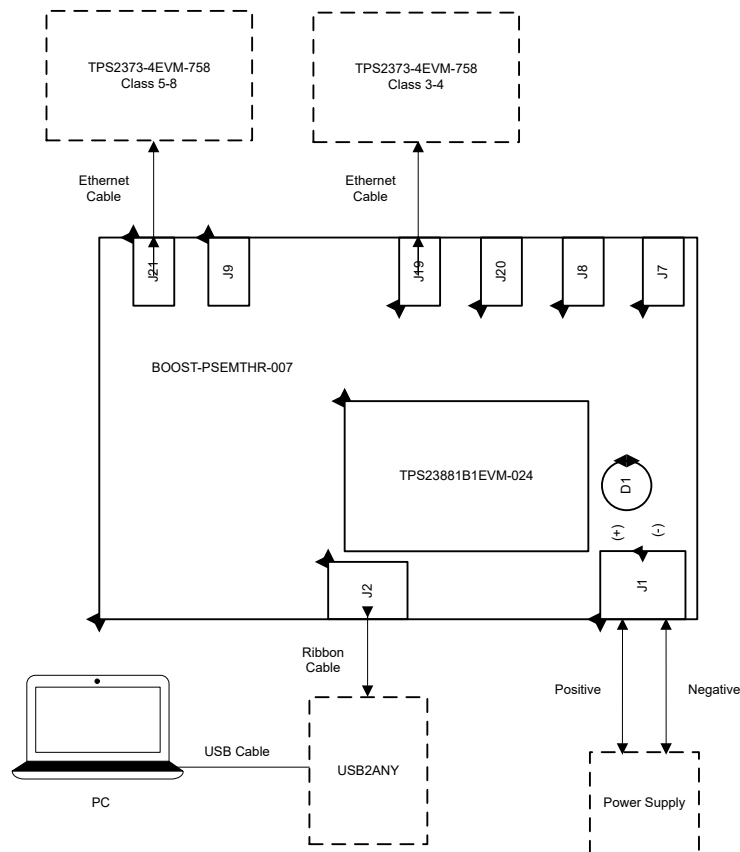 TPS2373-4EVM-758
Class 5-8
TPS2373-4EVM-758
Class 3-4
Ethernet
Cable
Ethernet
Cable
J21
J9
J19
J20
J8
J7
BOOST-PSEMTHR-007
TPS23881B1EVM-024
D1
(+)
(-)
J2
J1
Ribbon
Cable
Positive
Negative
USB Cable
USB2ANY
Power Supply
PC